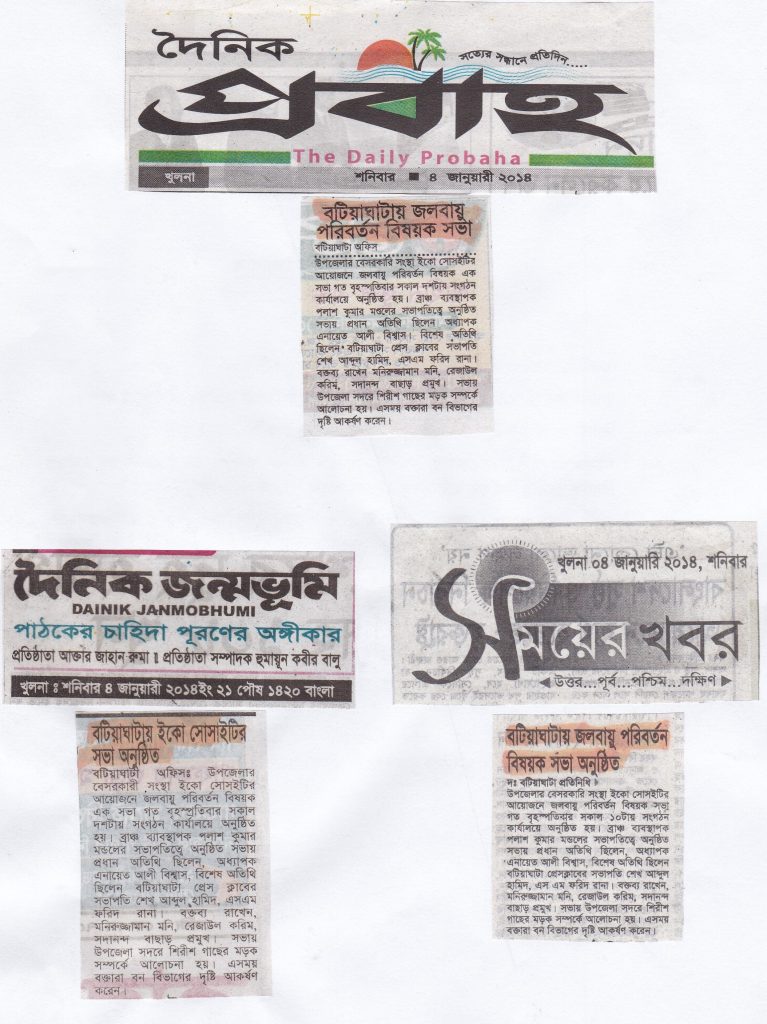 দৈনিক
সত্যের সন্ধানে প্রতিদিন.....
প্রবাহ
The Daily Probaha
খুলনা
শনিবার ■ ৪ জানুয়ারী ২০১৪
বটিয়াঘাটায় জলবায়ু
পরিবর্তন বিষয়ক সভা
বটিয়াঘাটা অফিস
উপজেলার বেসরকারি সংস্থা ইকো সোসইটির
আয়োজনে জলবায়ু পরিবর্তন বিষয়ক এক
সভা গত বৃহস্পতিবার সকাল দশটায় সংগঠন
কার্যালয়ে অনুষ্ঠিত হয়। ব্রাঞ্চ ব্যবস্থাপক
পলাশ কুমার মণ্ডলের সভাপতিত্বে অনুষ্ঠিত
সভায় প্রধান অতিথি ছিলেন অধ্যাপক
এনায়েত আলী বিশ্বাস। বিশেষ অতিথি
ছিলেন বটিয়াঘাটা প্রেস ক্লাবের সভাপতি
শেখ আব্দুল হামিদ, এসএম ফরিদ রানা।
বক্তব্য রাখেন মনিরুজ্জামান মনি, রেজাউল
করিম, সদানন্দ বাছাড় প্রমুখ। সভায়
উপজেলা সদরে শিরীশ গাছের মড়ক সম্পর্কে
আলোচনা হয়। এসময় বক্তারা বন বিভাগের
দৃষ্টি আকর্ষণ করেন।
দৈনিক জন্মভূমি
DAINIK JANMOBHUMI
পাঠকের চাহিদা পূরণের অঙ্গীকার
প্রতিষ্ঠাতা আক্তার জাহান রুমা ॥ প্রতিষ্ঠাতা সম্পাদক হুমায়ূন কবীর বালু
খুলনা ঃ শনিবার ৪ জানুয়ারী ২০১৪ইং ২১ পৌষ ১৪২০ বাংলা
বটিয়াঘাটায় ইকো সোসাইটির
সভা অনুষ্ঠিত
বটিয়াঘাটা অফিসঃ উপজেলার
বেসরকারী সংস্থা ইকো সোসইটির
আয়োজনে জলবায়ু পরিবর্তন বিষয়ক
এক সভা গত বৃহস্প্রতিবার সকাল
দশটায় সংগঠন কার্যালয়ে অনুষ্ঠিত
হয়। ব্রাঞ্চ ব্যাবস্থাপক পলাশ কুমার
মন্ডলের সভাপতিত্বে অনুষ্ঠিত সভায়
প্রধান অতিথি ছিলেন, অধ্যাপক
এনায়েত আলী বিশ্বাস, বিশেষ অতিথি
ছিলেন বটিয়াঘাটা প্রেস ক্লাবের
সভাপতি শেখ আব্দুল হামিদ, এসএম
ফরিদ রানা। বক্তব্য রাখেন,
মনিরুজ্জামান মনি, রেজাউল করিম,
সদানন্দ বাছাড় প্রমুখ। সভায়
উপজেলা সদরে শিরীশ গাছের মড়ক
সম্পর্কে আলোচনা হয়। এসময়
বক্তারা বন বিভাগের দৃষ্টি আকর্ষণ
করেন।
খুলনা ০৪ জানুয়ারি ২০১৪, শনিবার
সময়ের খবর
◀ উত্তর...পূর্ব...পশ্চিম...দক্ষিণ ▶
বটিয়াঘাটায় জলবায়ু পরিবর্তন
বিষয়ক সভা অনুষ্ঠিত
দঃ বটিয়াঘাটা প্রতিনিধি
উপজেলার বেসরকারি সংস্থা ইকো সোসইটির
আয়োজনে জলবায়ু পরিবর্তন বিষয়ক সভা
গত বৃহস্পতিবার সকাল ১০টায় সংগঠন
কার্যালয়ে অনুষ্ঠিত হয়। ব্রাঞ্চ ব্যবস্থাপক
পলাশ কুমার মন্ডলের সভাপতিত্বে অনুষ্ঠিত
সভায় প্রধান অতিথি ছিলেন, অধ্যাপক
এনায়েত আলী বিশ্বাস, বিশেষ অতিথি ছিলেন
বটিয়াঘাটা প্রেসক্লাবের সভাপতি শেখ আব্দুল
হামিদ, এস এম ফরিদ রানা। বক্তব্য রাখেন,
মনিরুজ্জামান মনি, রেজাউল করিম, সদানন্দ
বাছাড় প্রমুখ। সভায় উপজেলা সদরে শিরীশ
গাছের মড়ক সম্পর্কে আলোচনা হয়। এসময়
বক্তারা বন বিভাগের দৃষ্টি আকর্ষণ করেন।